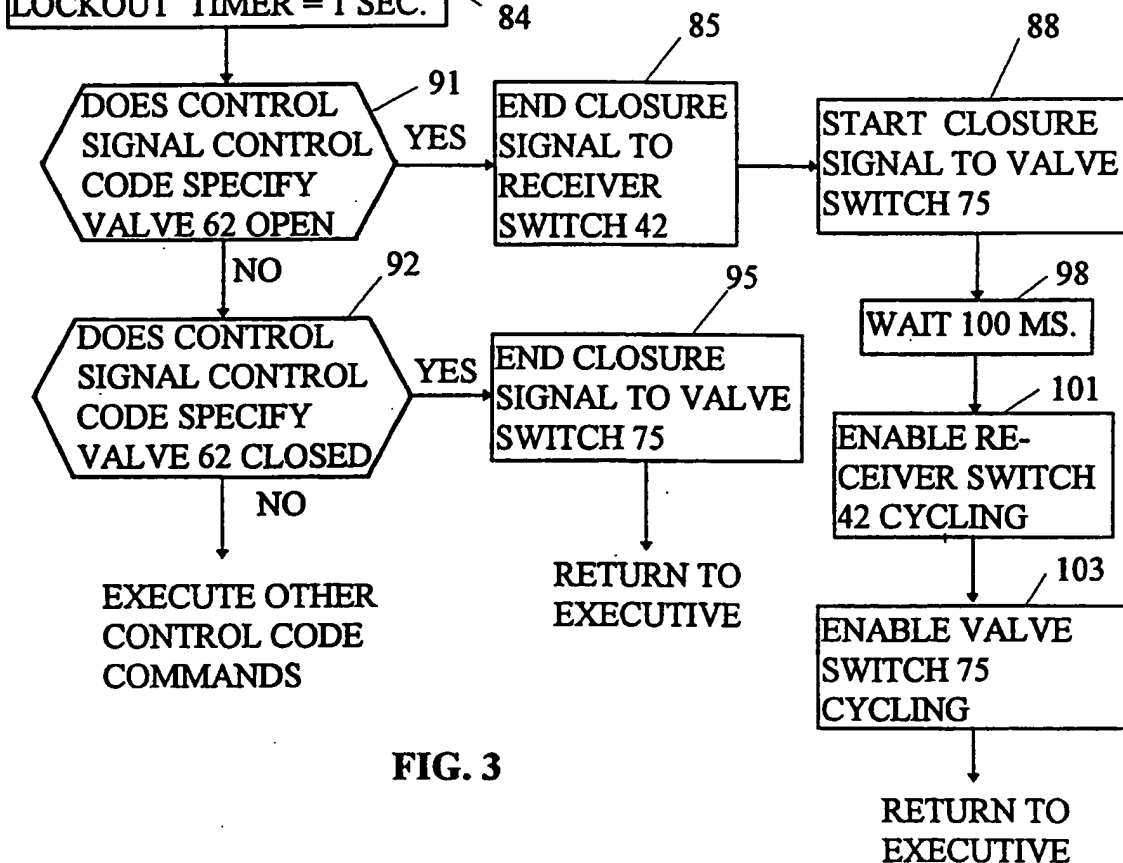 LOCKOUT TIMER = 1 SEC.
84
DOES CONTROL
SIGNAL CONTROL
CODE SPECIFY
VALVE 62 OPEN
91
YES
NO
END CLOSURE
SIGNAL TO
RECEIVER
SWITCH 42
85
START CLOSURE
SIGNAL TO VALVE
SWITCH 75
88
WAIT 100 MS.
98
ENABLE RE-
CEIVER SWITCH
42 CYCLING
101
ENABLE VALVE
SWITCH 75
CYCLING
103
RETURN TO
EXECUTIVE
DOES CONTROL
SIGNAL CONTROL
CODE SPECIFY
VALVE 62 CLOSED
92
YES
NO
END CLOSURE
SIGNAL TO VALVE
SWITCH 75
95
RETURN TO
EXECUTIVE
EXECUTE OTHER
CONTROL CODE
COMMANDS
FIG. 3